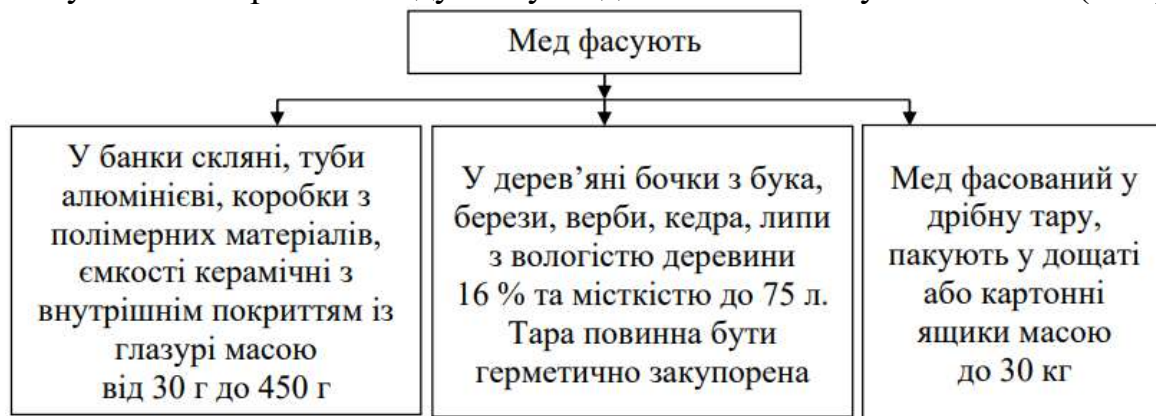 Мед фасують
У банки скляні, туби
алюмінієві, коробки з
полімерних матеріалів,
ємкості керамічні з
внутрішнім покриттям із
глазурі масою
від 30 г до 450 г
У дерев’яні бочки з бука,
берези, верби, кедра, липи
з вологістю деревини
16 % та місткістю до 75 л.
Тара повинна бути
герметично закупорена
Мед фасований у
дрібну тару,
пакують у дощаті
або картонні
ящики масою
до 30 кг